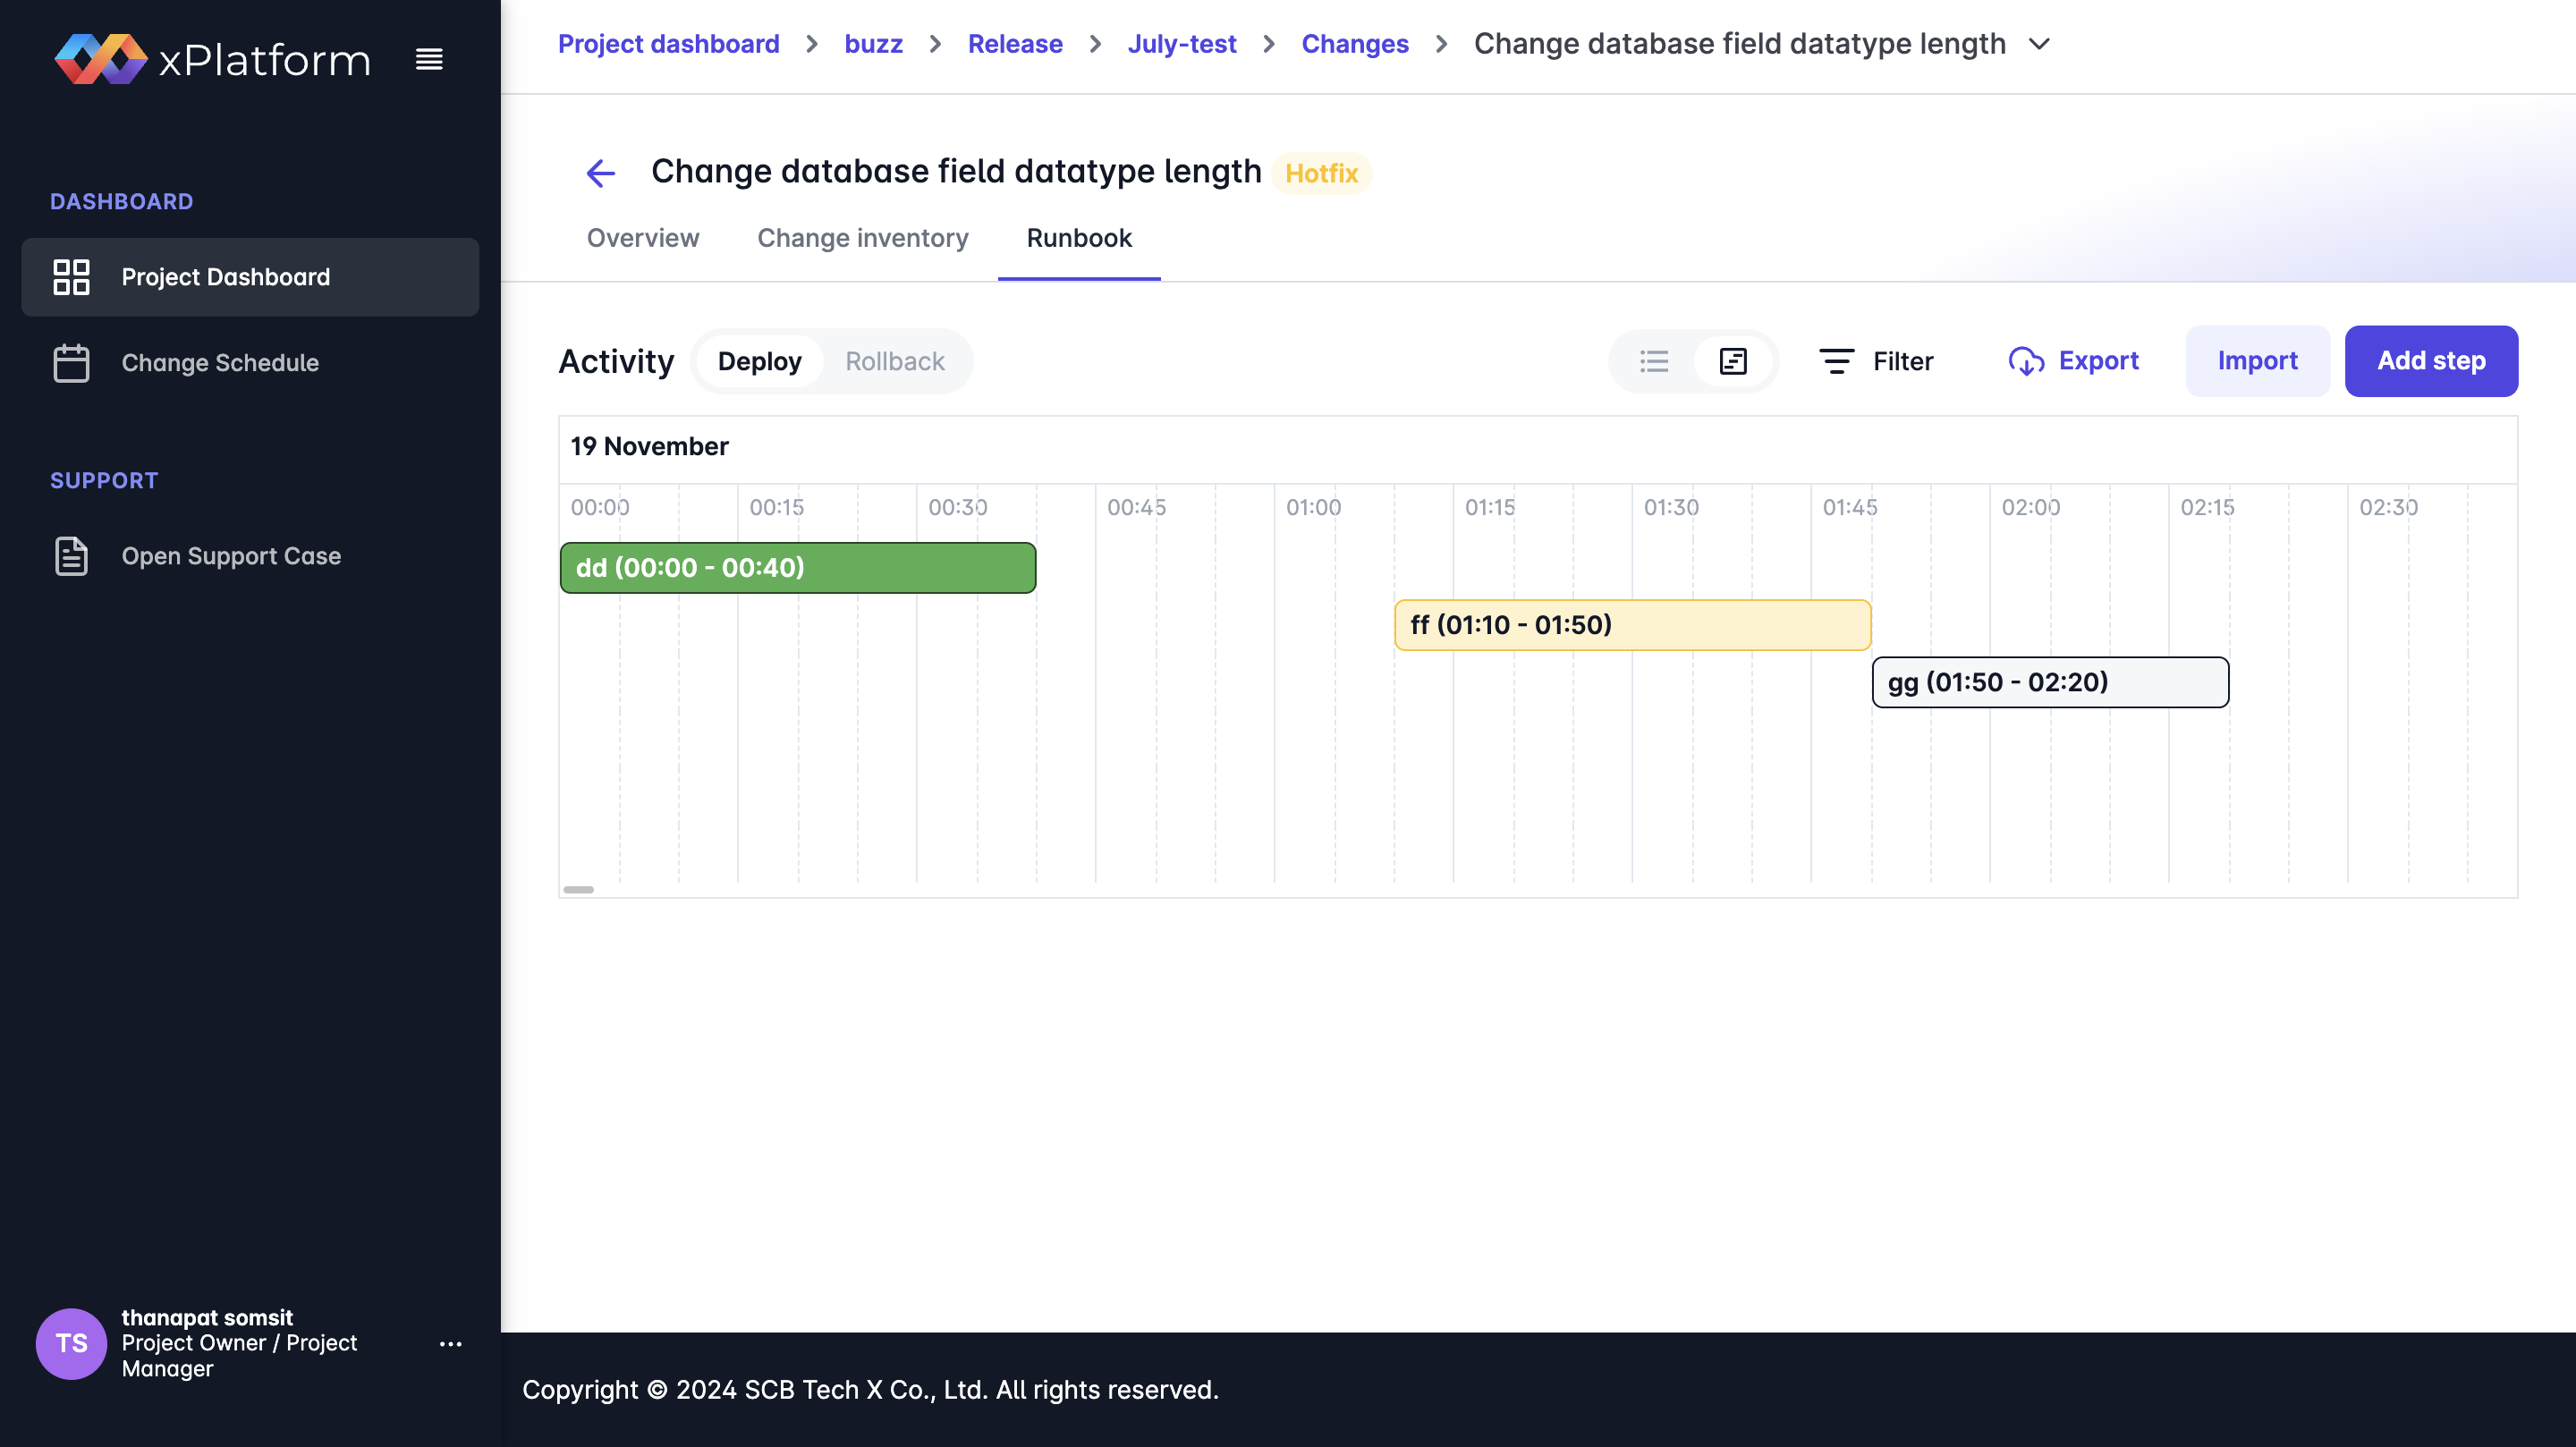 xPlatform
DASHBOARD
Project Dashboard
Change Schedule
SUPPORT
Open Support Case
TS
thanapat somsit
Project Owner / Project
Manager
Project dashboard > buzz > Release > July-test > Changes > Change database field datatype length
Change database field datatype length Hotfix
Overview Change inventory Runbook
Activity Deploy Rollback Filter Export Import Add step
19 November
00:00 00:15 00:30 00:45 01:00 01:15 01:30 01:45 02:00 02:15 02:30
dd (00:00 - 00:40)
ff (01:10 - 01:50)
gg (01:50 - 02:20)
Copyright © 2024 SCB Tech X Co., Ltd. All rights reserved.